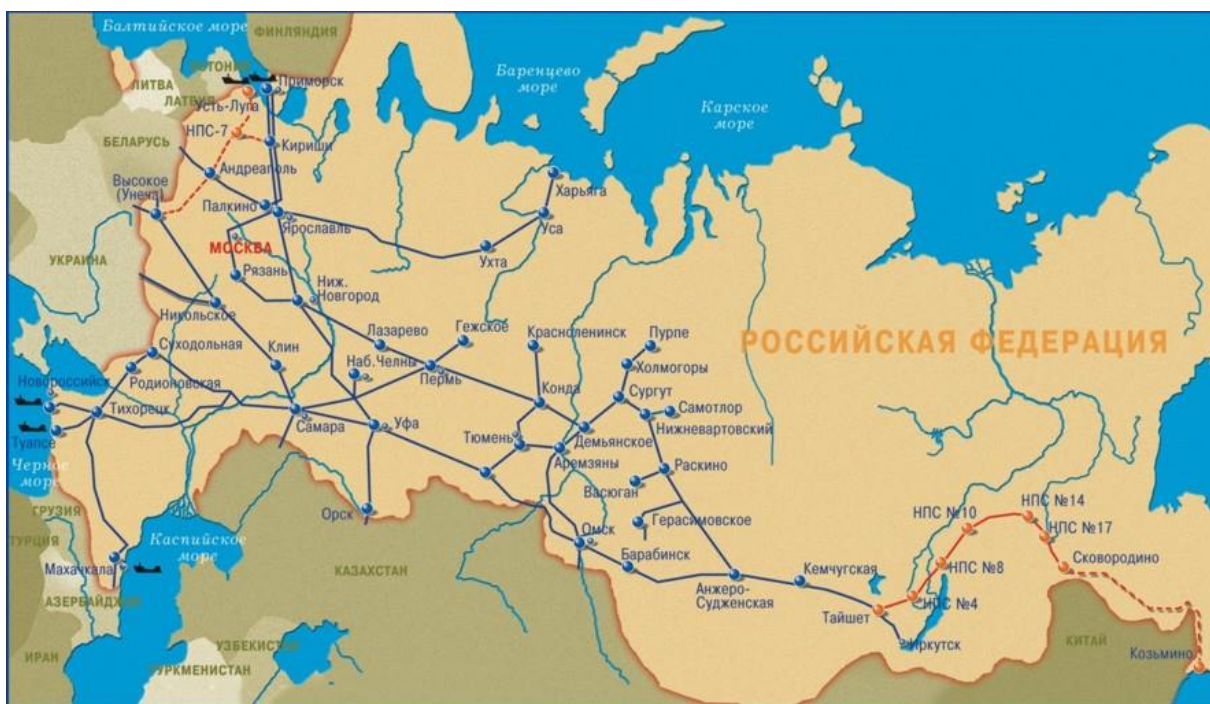 Балтийское море
ФИНЛЯНДИЯ
ЛИТВА
ЛАТВИЯ
Приморск
Усть-Луга
Баренцево
море
Карское
море
НПС-7
БЕЛАРУСЬ
Кириши
Андреаполь
Высокое
(Унеча)
Харьяга
Палкино
Ярославль
Уса
МОСКВА
Ухта
УКРАИНА
Рязань
Ниж.
Новгород
Никольское
Лазарево
Гежское
Красноленинск
Пурпе
РОССИЙСКАЯ ФЕДЕРАЦИЯ
Суходольная
Клин
Наб.Челны
Холмогоры
Новороссийск
Родионовская
Пермь
Конда
Сургут
Тихорецк
Самотлор
Самара
Уфа
Тюмень
Демьянское
Нижневартовский
Туапсе
Аремзяны
Черное
море
Раскино
Васюган
ГРУЗИЯ
Орск
Омск
Герасимовское
НПС №10
НПС №14
НПС №17
ТУРЦИЯ
Каспийское
море
Махачкала
КАЗАХСТАН
Барабинск
Анжеро-
Судженская
Кемчугская
НПС №8
Сковородино
АЗЕРБАЙДЖАН
Тайшет
НПС №4
УЗБЕКИСТАН
Иркутск
КИТАЙ
ИРАН
ТУРКМЕНИСТАН
Козьмино